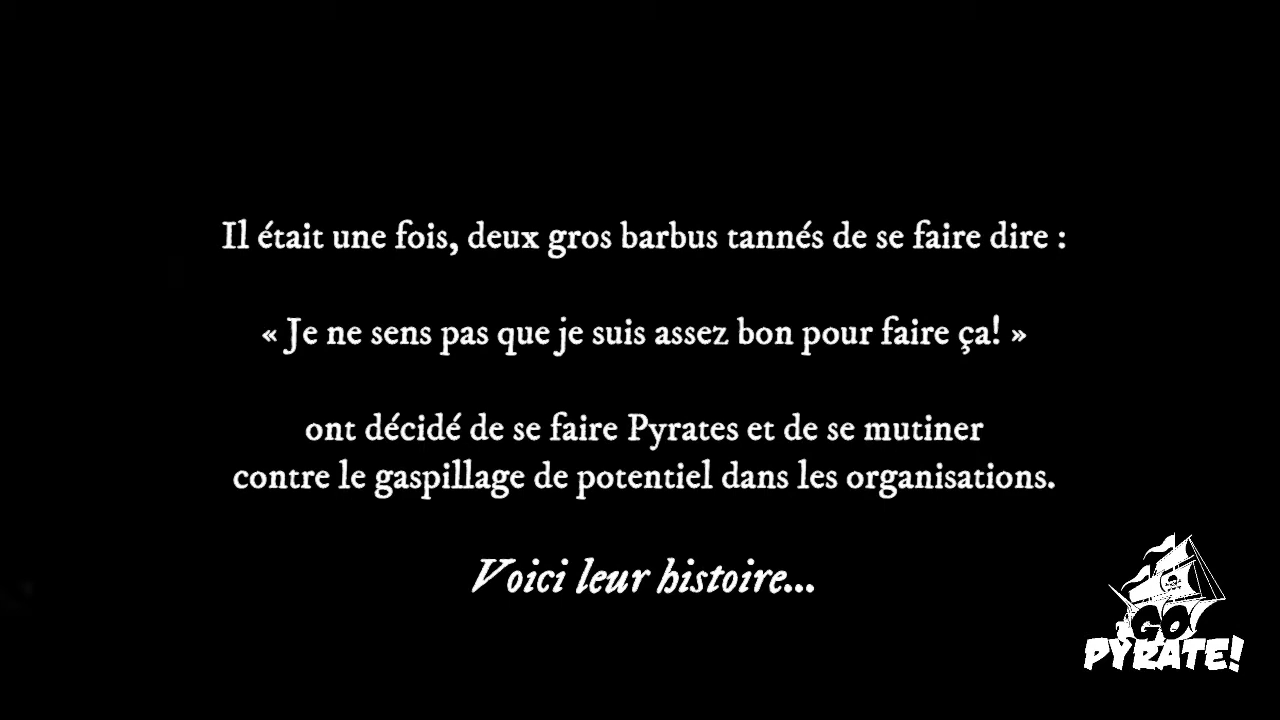 Il était une fois, deux gros barbus tannés de se faire dire :
« Je ne sens pas que je suis assez bon pour faire ça! »
ont décidé de se faire Pyrates et de se mutiner
contre le gaspillage de potentiel dans les organisations.
Voici leur histoire...
GO
PYRATE!